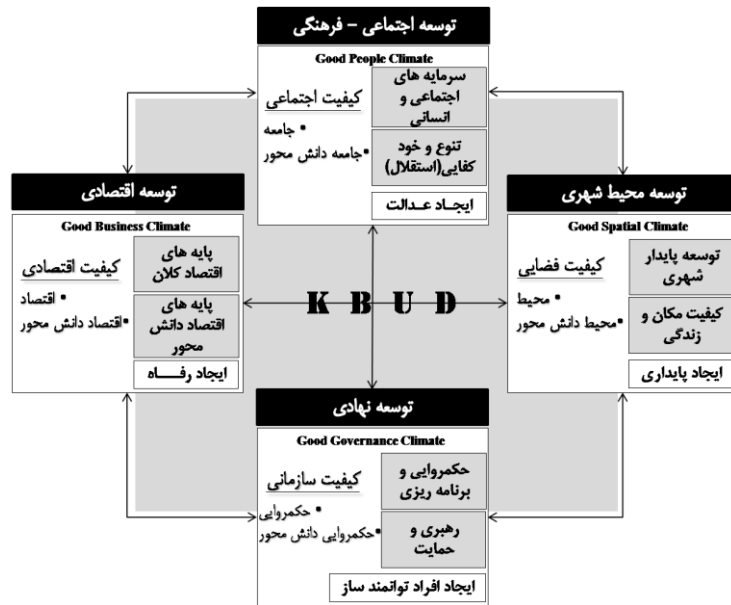 توسعه اجتماعی – فرهنگی
Good People Climate
سرمایه های
اجتماعی و
انسانی
تنوع و خود
کفایی(استقلال)
ایجاد عدالت
کیفیت اجتماعی
▪ جامعه
▪ جامعه دانش محور
توسعه محیط شهری
Good Spatial Climate
توسعه پایدار
شهری
کیفیت مکان و
زندگی
ایجاد پایداری
کیفیت فضایی
▪ محیط
▪ محیط دانش محور
توسعه اقتصادی
Good Business Climate
پایه های
اقتصاد کلان
پایه های
اقتصاد دانش
محور
ایجاد رفاه
کیفیت اقتصادی
▪ اقتصاد
▪ اقتصاد دانش محور
K B U D
توسعه نهادی
Good Governance Climate
حکمروایی و
برنامه ریزی
رهبری و
حمایت
ایجاد افراد توانمند ساز
کیفیت سازمانی
▪ حکمروایی
▪ حکمروایی دانش محور